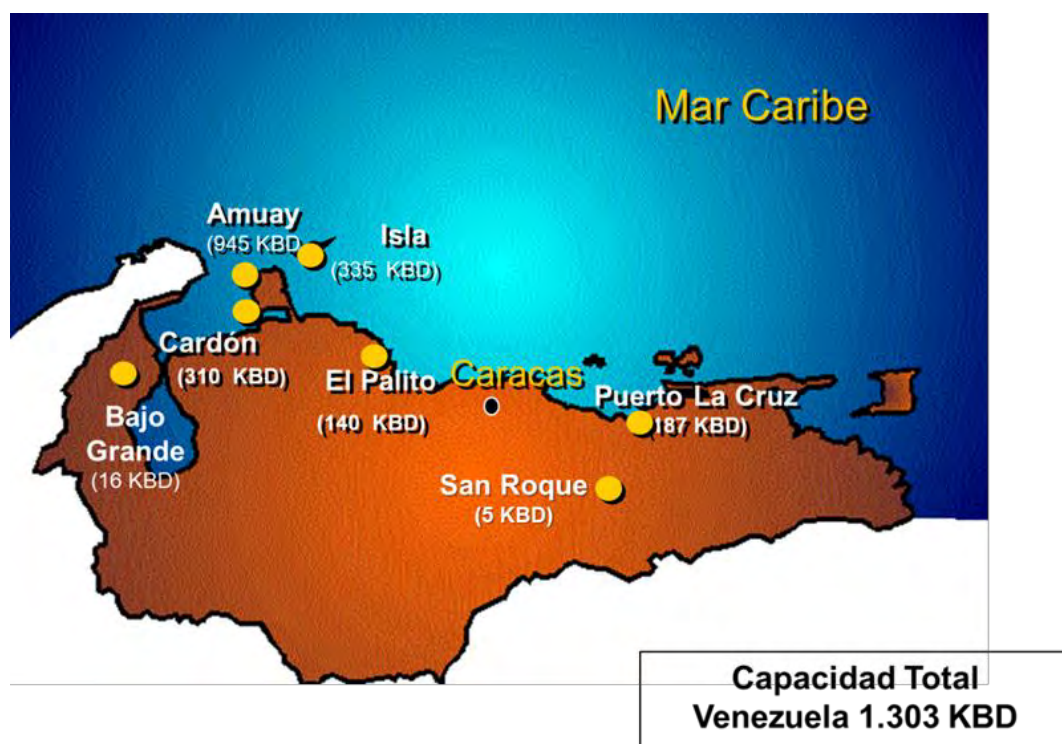 Mar Caribe
Amuay
(945 KBD
Isla
(335 KBD)
Cardón
(310 KBD)
El Palito
(140 KBD)
Caracas
Puerto La Cruz
(187 KBD)
Bajo
Grande
(16 KBD)
San Roque
(5 KBD)
Capacidad Total
Venezuela 1.303 KBD